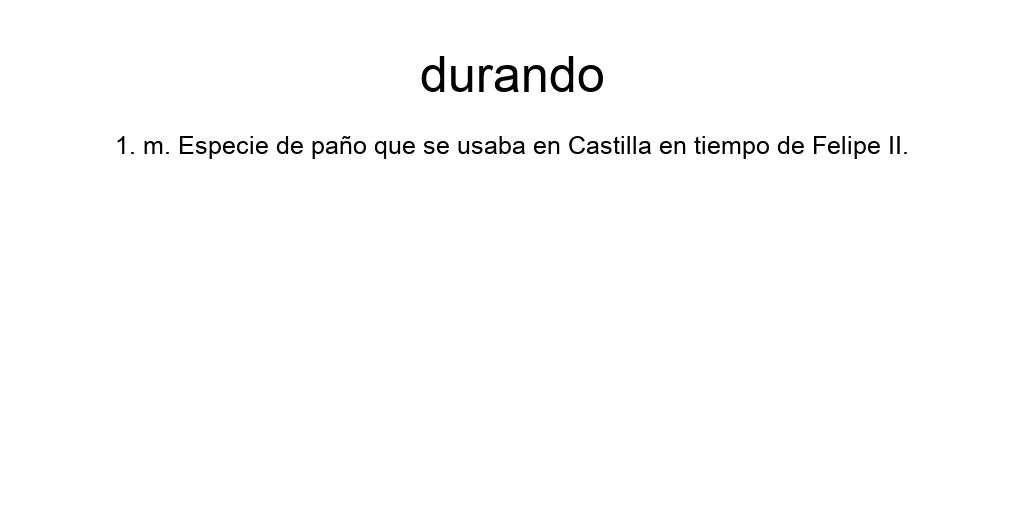 durando
1. m. Especie de paño que se usaba en Castilla en tiempo de Felipe II.